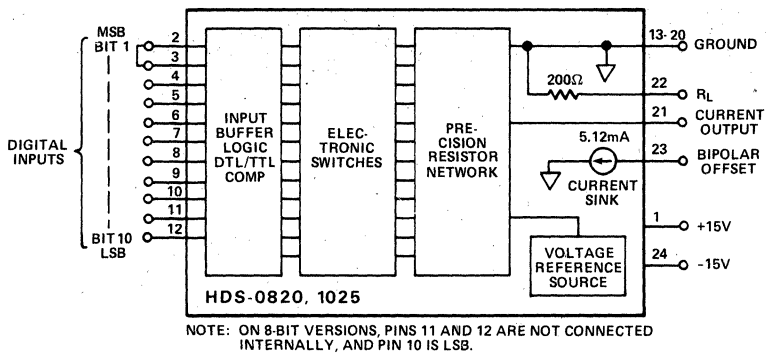 MSB
BIT 1
2
3
4
5
6
7
8
9
10
11
12
DIGITAL
INPUTS
BIT 10
LSB
INPUT
BUFFER
LOGIC
DTL/TTL
COMP
ELEC-
TRONIC
SWITCHES
PRE-
CISION
RESISTOR
NETWORK
200Ω
5.12mA
CURRENT
SINK
VOLTAGE
REFERENCE
SOURCE
13-20
GROUND
22
RL
21
CURRENT
OUTPUT
23
BIPOLAR
OFFSET
1
+15V
24
-15V
HDS-0820, 1025
NOTE: ON 8-BIT VERSIONS, PINS 11 AND 12 ARE NOT CONNECTED
INTERNALLY, AND PIN 10 IS LSB.